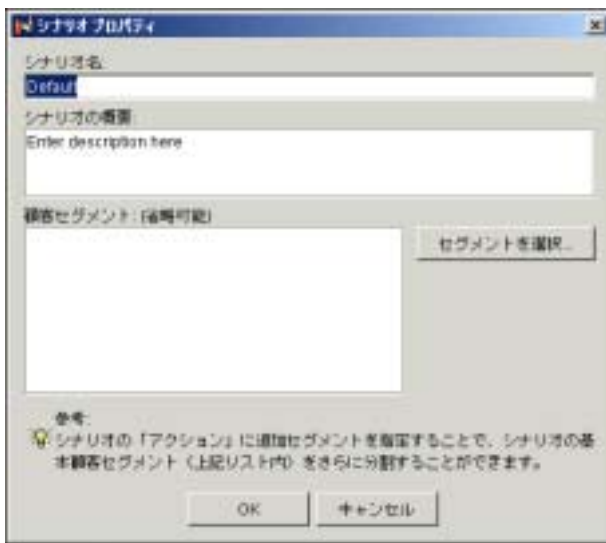 シナリオ プロパティ
シナリオ名:
Default
シナリオの概要:
Enter description here
顧客セグメント: (省略可能)
セグメントを選択...
参考:
シナリオの「アクション」に追加セグメントを指定することで、シナリオの基
本顧客セグメント（上記リスト内）をさらに分割することができます。
OK
キャンセル